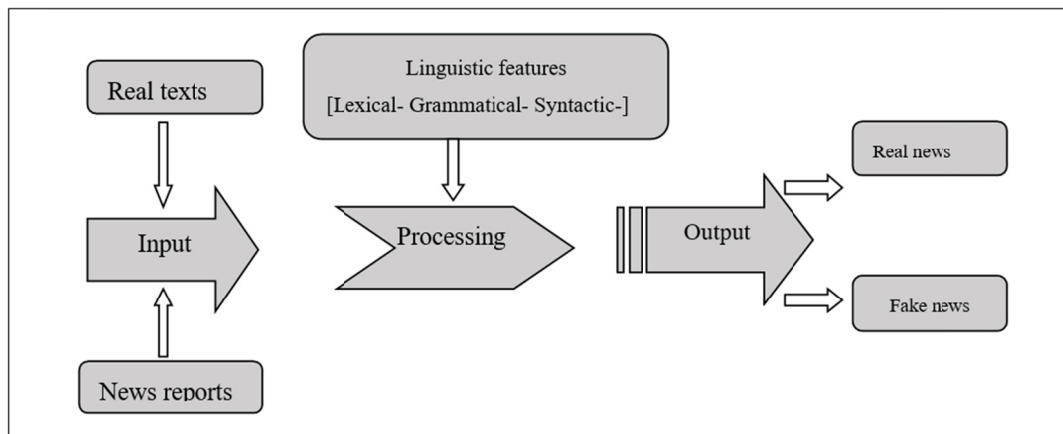 Real texts
Linguistic features
[Lexical- Grammatical- Syntactic-]
Real news
Input
Processing
Output
Fake news
News reports